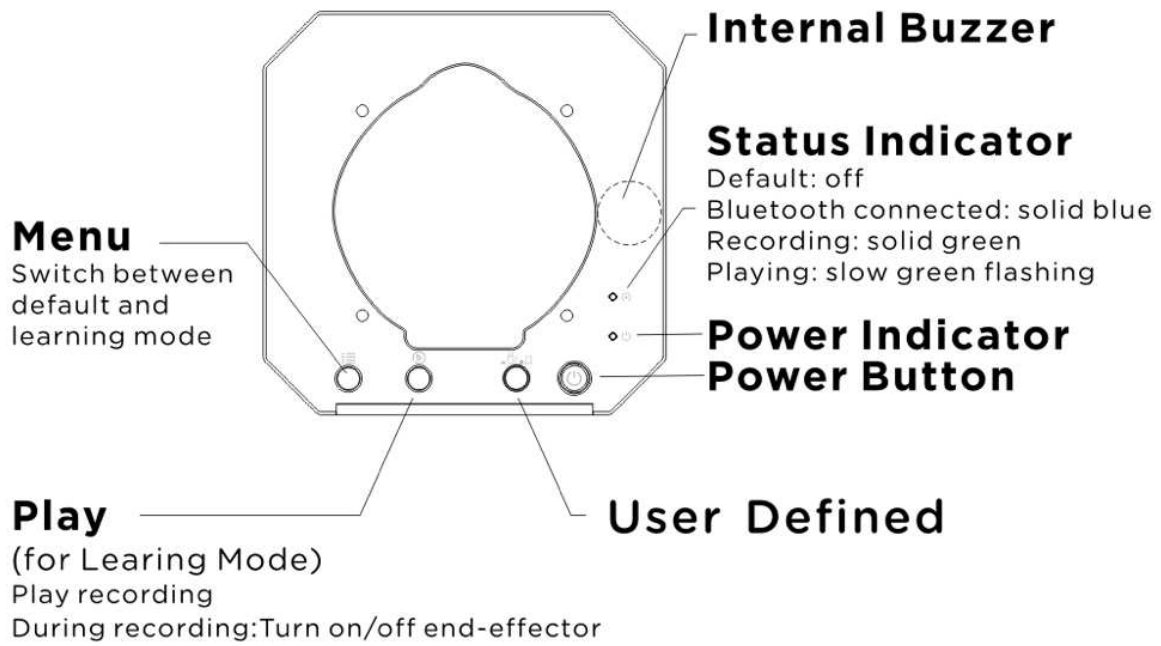 Internal Buzzer
Status Indicator
Default: off
Bluetooth connected: solid blue
Recording: solid green
Playing: slow green flashing
Menu
Switch between
default and
learning mode
Power Indicator
Power Button
Play
(for Learing Mode)
Play recording
During recording:Turn on/off end-effector
User Defined